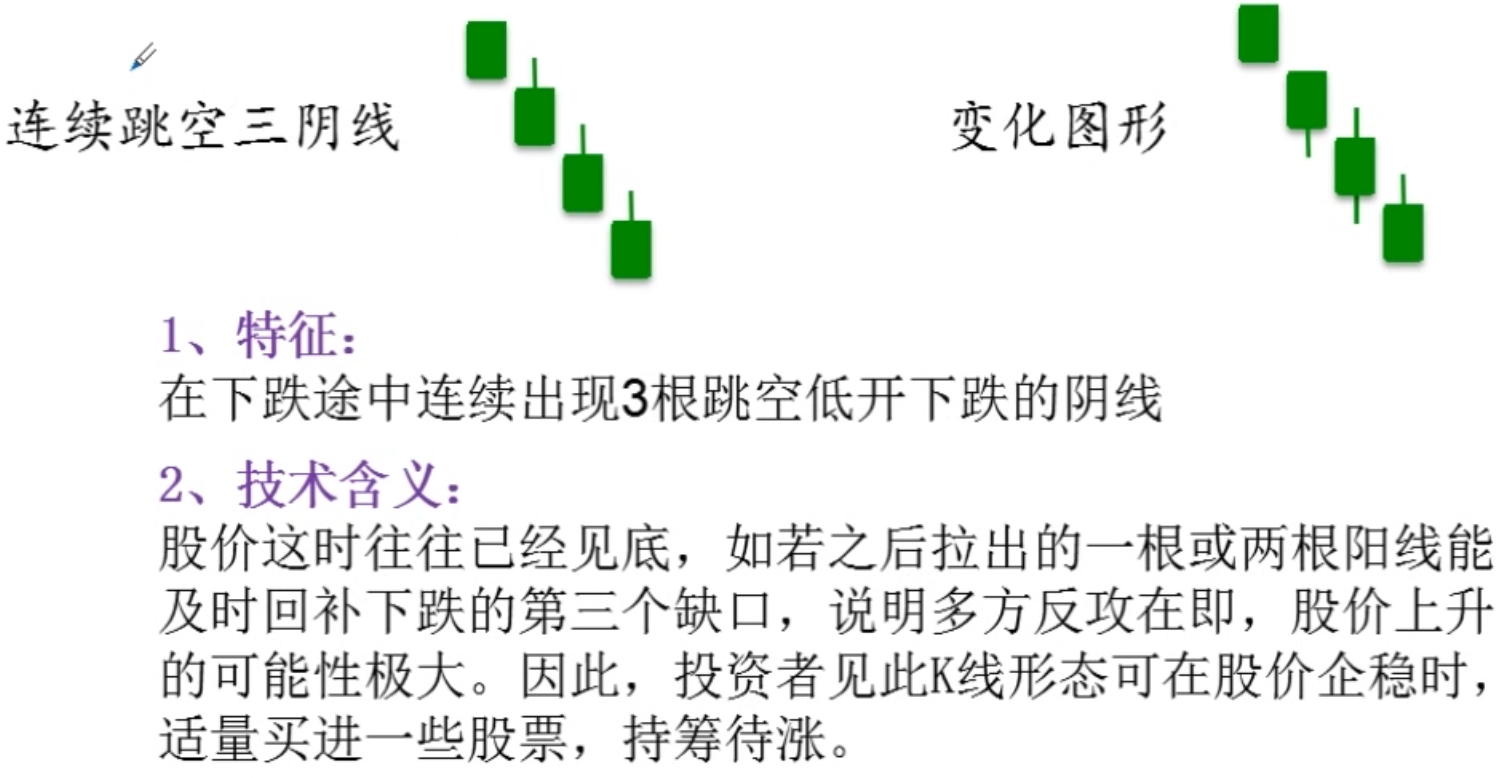 连续跳空三阴线
变化图形
1、特征：
在下跌途中连续出现3根跳空低开下跌的阴线
2、技术含义：
股价这时往往已经见底，如若之后拉出的一根或两根阳线能
及时回补下跌的第三个缺口，说明多方反攻在即，股价上升
的可能性极大。因此，投资者见此K线形态可在股价企稳时，
适量买进一些股票，持筹待涨。